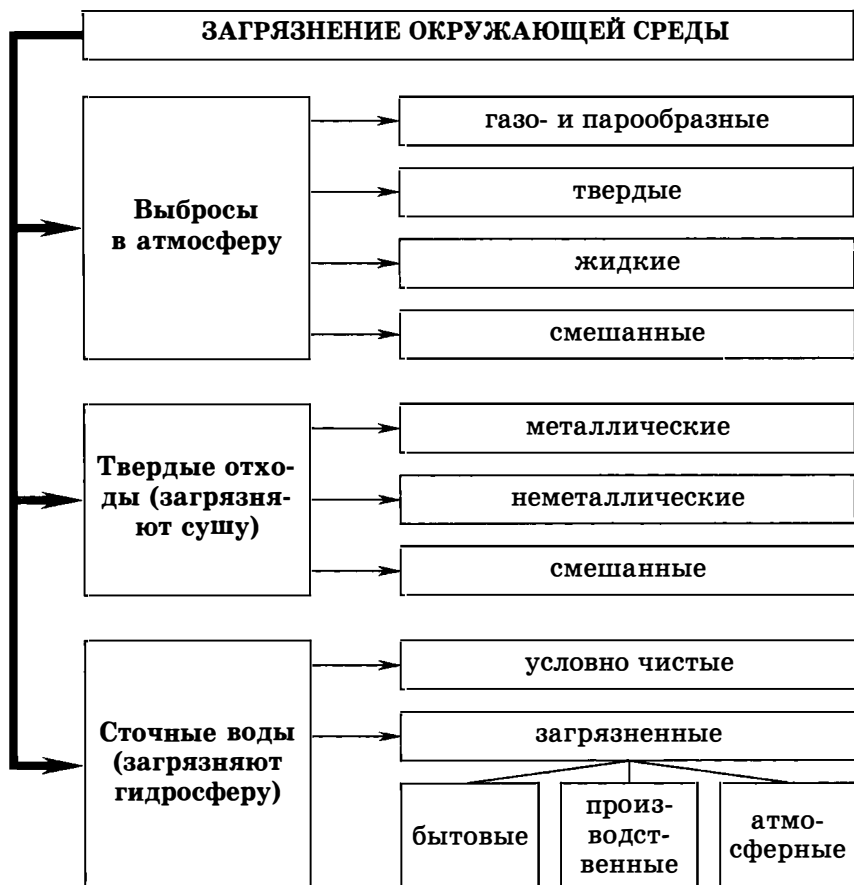 ЗАГРЯЗНЕНИЕ ОКРУЖАЮЩЕЙ СРЕДЫ
Выбросы
в атмосферу
газо- и парообразные
твердые
жидкие
смешанные
Твердые отхо-
ды (загрязня-
ют сушу)
металлические
неметаллические
смешанные
Сточные воды
(загрязняют
гидросферу)
условно чистые
загрязненные
бытовые
произ-
водст-
венные
атмо-
сферные